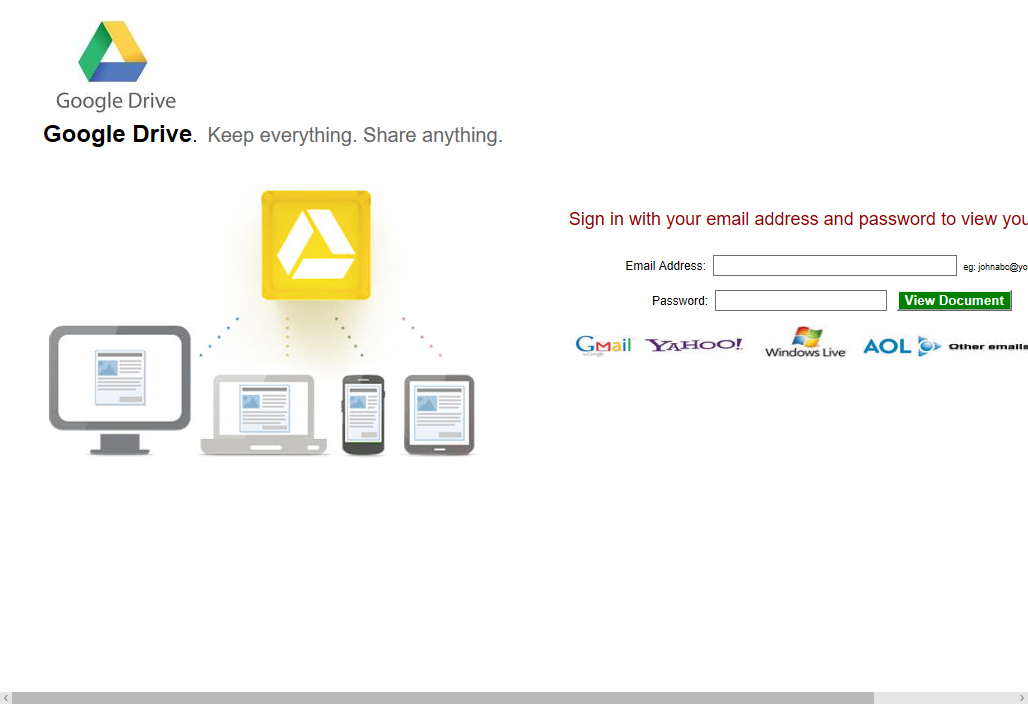 Google Drive
Google Drive. Keep everything. Share anything.
Sign in with your email address and password to view you
Email Address: eg: johnabc@yo
Password: View Document
Gmail by Google YAHOO! Windows Live AOL Other emails